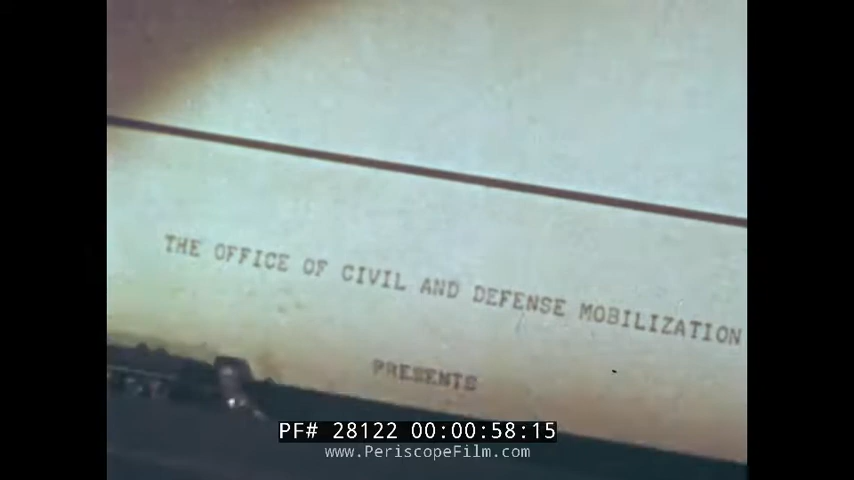 THE OFFICE OF CIVIL AND DEFENSE MOBILIZATION
PRESENTS
PF# 28122 00:00:58:15
www.PeriscopeFilm.com